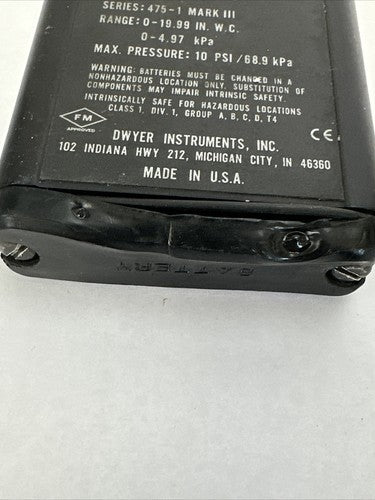 SERIES: 475-1 MARK III
RANGE: 0-19.99 IN. W.C.
0-4.97 kPa
MAX. PRESSURE: 10 PSI/68.9 kPa
WARNING: BATTERIES MUST BE CHANGED IN A
NONHAZARDOUS LOCATION ONLY. SUBSTITUTION OF
COMPONENTS MAY IMPAIR INTRINSIC SAFETY.
INTRINSICALLY SAFE FOR HAZARDOUS LOCATIONS
CLASS 1, DIV. 1, GROUP A, B, C, D, T4
FM
APPROVED
CE
DWYER INSTRUMENTS, INC.
102 INDIANA HWY 212, MICHIGAN CITY, IN 46360
MADE IN U.S.A.
BATTERY